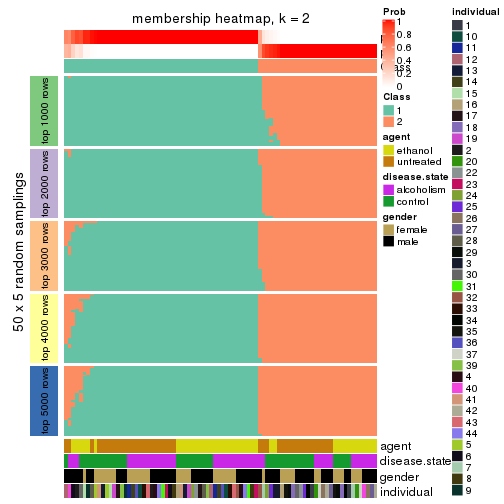 membership heatmap, k = 2
50 x 5 random samplings
top 1000 rows
top 2000 rows
top 3000 rows
top 4000 rows
top 5000 rows
p
p
Class
agent
disease.state
gender
individual
Prob
1
0.8
0.6
0.4
0.2
0
Class
1
2
agent
ethanol
untreated
disease.state
alcoholism
control
gender
female
male
individual
1
10
11
12
13
14
15
16
17
18
19
2
20
22
23
24
25
26
27
28
29
3
30
31
32
33
34
35
36
37
39
4
40
41
42
43
44
5
6
7
8
9